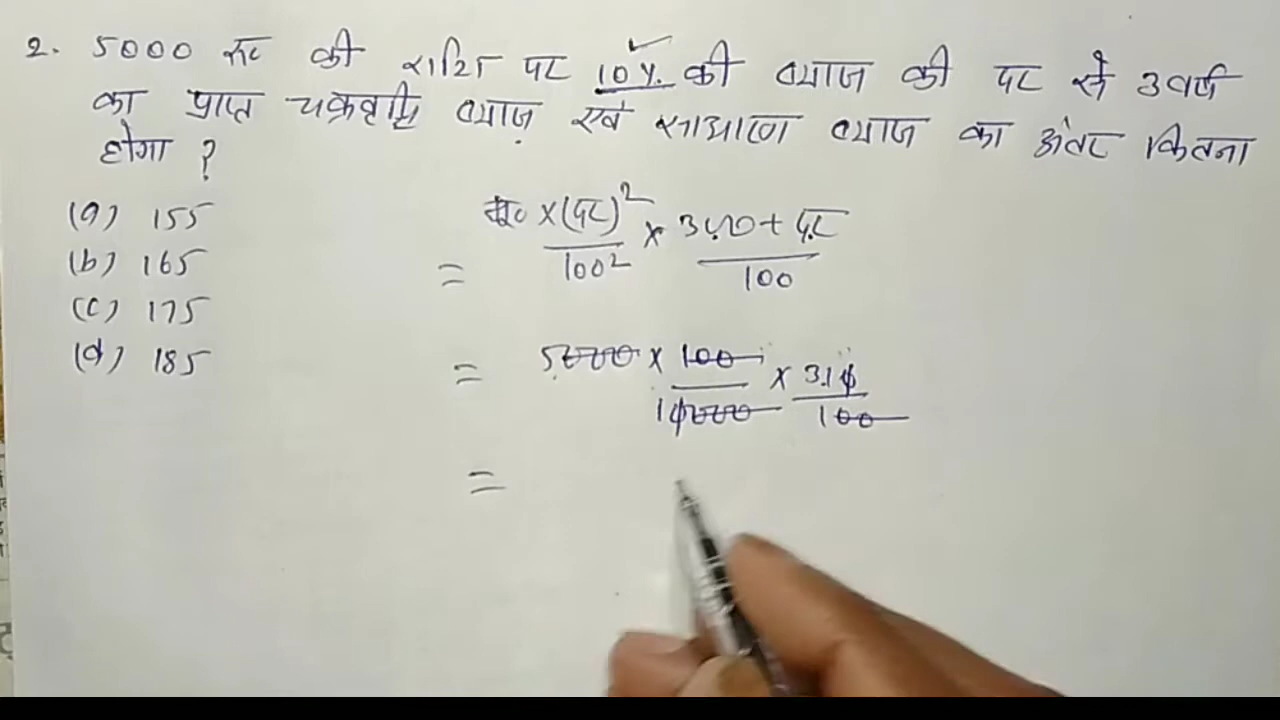 2. 5000 रू० की राशि पर 10% की ब्याज की दर से 3 वर्ष
का प्राप्त चक्रवृद्धि ब्याज एवं साधारण ब्याज का अंतर कितना
होगा ?
(a) 155
(b) 165
(c) 175
(d) 185
= मू० × (दर)² / 100² × 300 + दर / 100
= 5000 × 100 / 10000 × 310 / 100
=